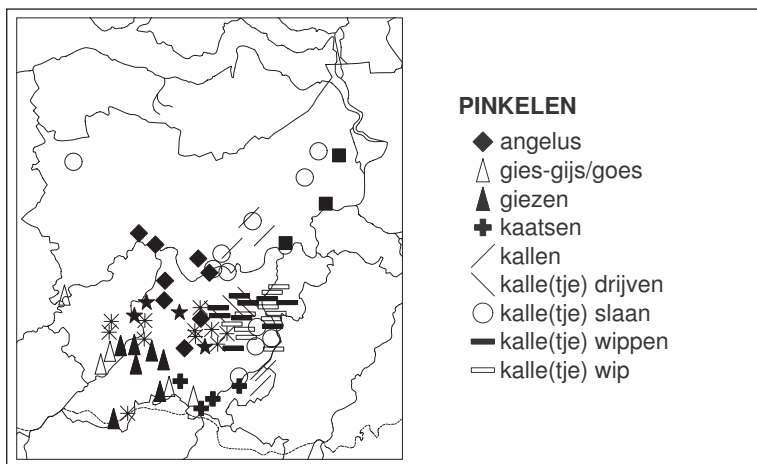 PINKELEN
angelus
gies-gijs/goes
giezen
kaatsen
kallen
kalle(tje) drijven
kalle(tje) slaan
kalle(tje) wippen
kalle(tje) wip